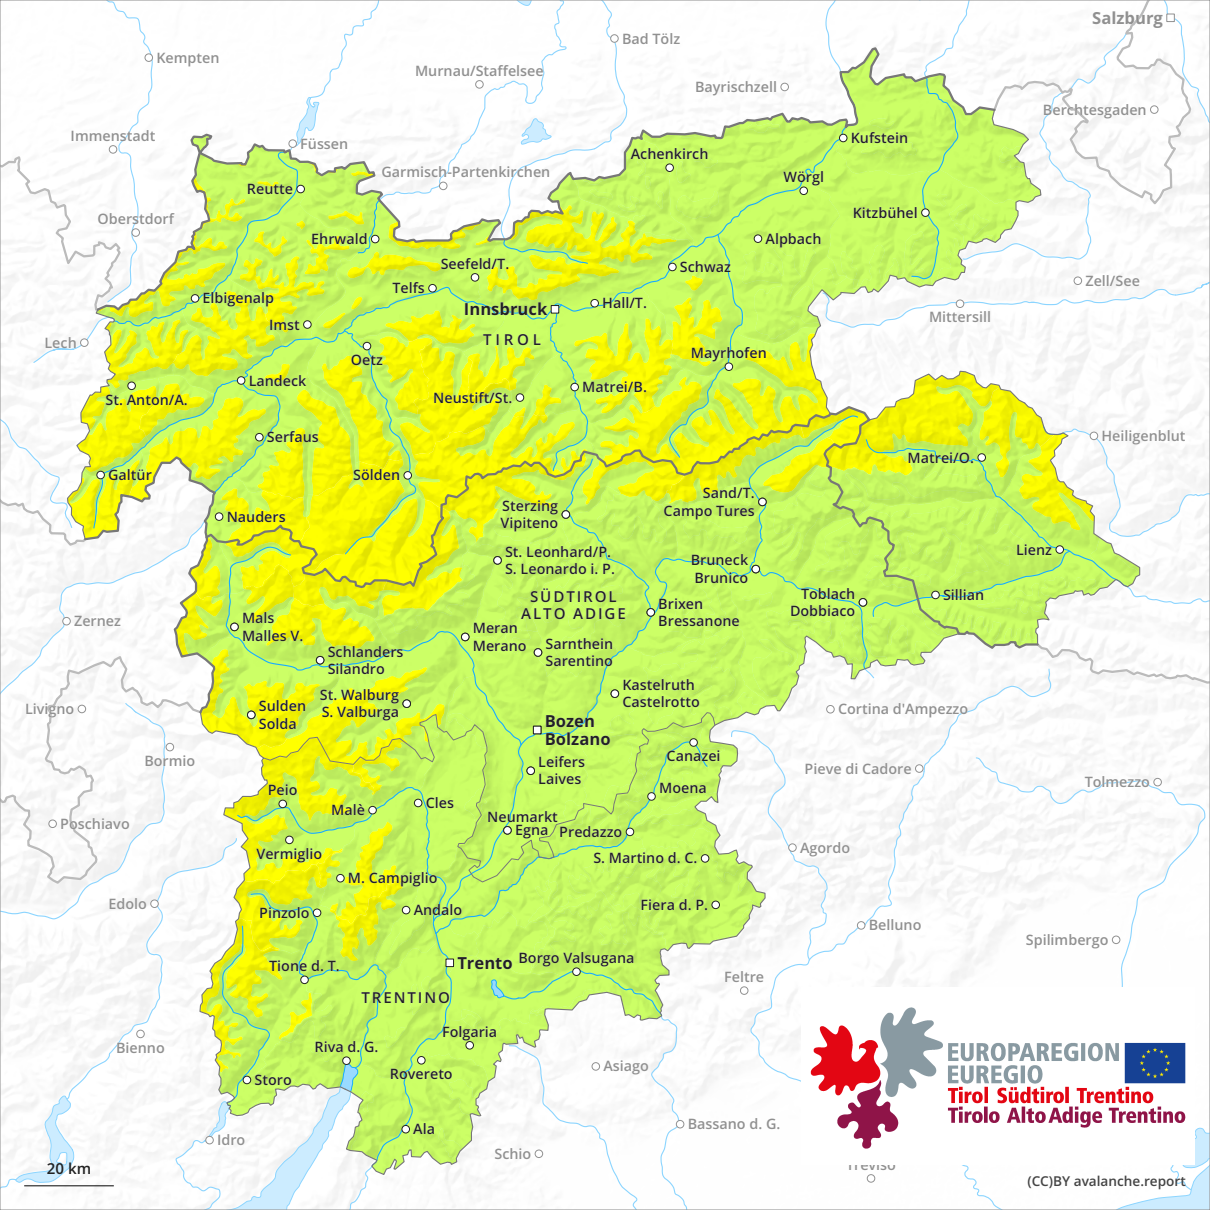 Salzburg
Bad Tölz
Kempten
Murnau/Staffelsee
Bayrischzell
Berchtesgaden
Immenstadt
Füssen
Kufstein
Achenkirch
Garmisch-Partenkirchen
Wörgl
Reutte
Oberstdorf
Kitzbühel
Ehrwald
Alpbach
Seefeld/T.
Schwaz
Zell/See
Telfs
Elbigenalp
Hall/T.
Innsbruck
Mittersill
Imst
TIROL
Lech
Oetz
Mayrhofen
Landeck
Matrei/B.
St. Anton/A.
Neustift/St.
Serfaus
Heiligenblut
Matrei/O.
Galtür
Sölden
Sand/T.
Campo Tures
Sterzing
Vipiteno
Nauders
Lienz
St. Leonhard/P.
S. Leonardo i. P.
Bruneck
Brunico
SÜDTIROL
ALTO ADIGE
Toblach
Dobbiaco
Sillian
Brixen
Bressanone
Zernez
Mals
Malles V.
Meran
Merano
Sarnthein
Sarentino
Schlanders
Silandro
Kastelruth
Castelrotto
St. Walburg
S. Valburga
Livigno
Sulden
Solda
Cortina d'Ampezzo
Bozen
Bolzano
Bormio
Canazei
Leifers
Laives
Pieve di Cadore
Tolmezzo
Peio
Moena
Malè
Cles
Neumarkt
Egna
Predazzo
Poschiavo
Vermiglio
S. Martino d. C.
Agordo
M. Campiglio
Edolo
Pinzolo
Andalo
Fiera d. P.
Belluno
Spilimbergo
Borgo Valsugana
Trento
Tione d. T.
Feltre
TRENTINO
Folgaria
Bienno
Riva d. G.
Rovereto
Asiago
Storo
EUROPAREGION
EUREGIO
Tirol Südtirol Trentino
Tirolo Alto Adige Trentino
Ala
Bassano d. G.
Idro
Schio
Treviso
20 km
(CC)BY avalanche.report